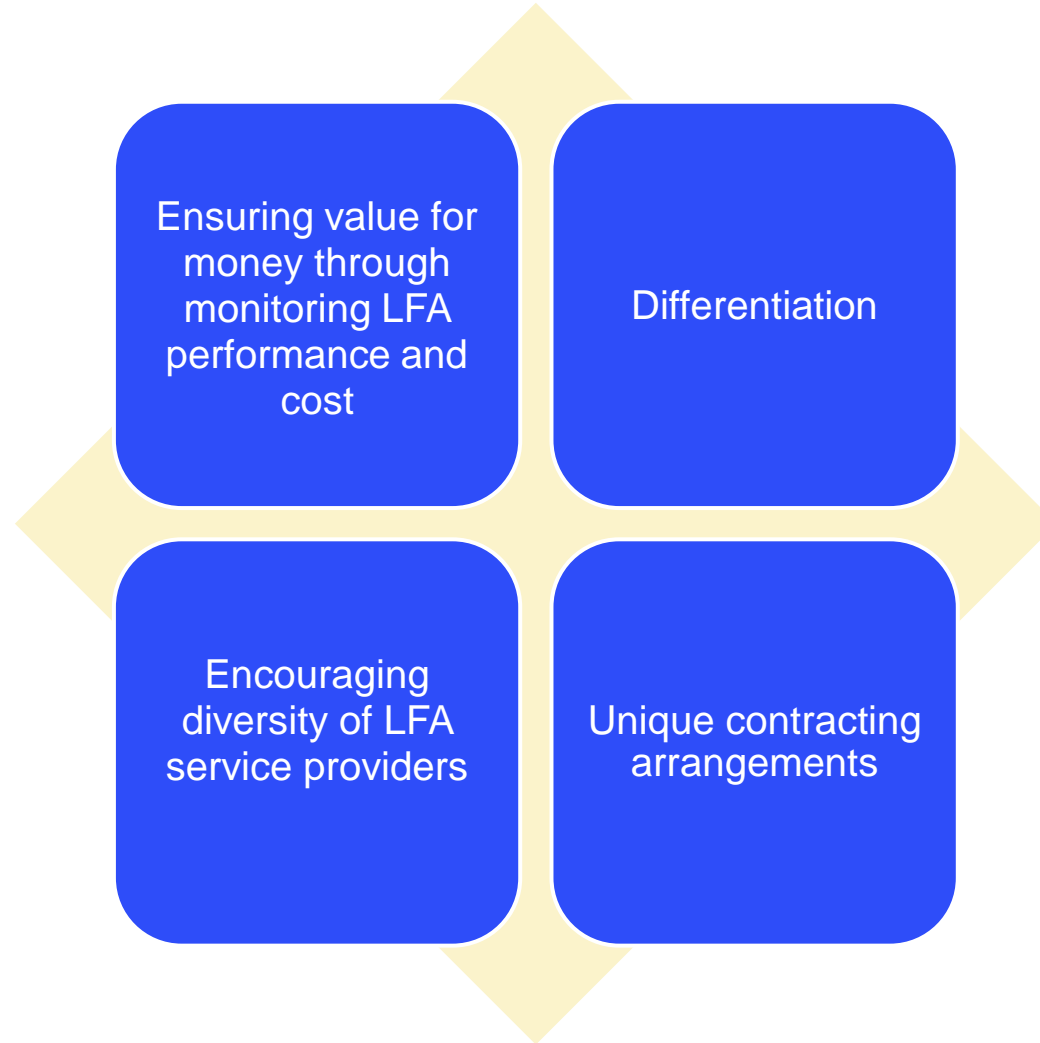 Ensuring value for
money through
monitoring LFA
performance and
cost
Differentiation
Encouraging
diversity of LFA
service providers
Unique contracting
arrangements